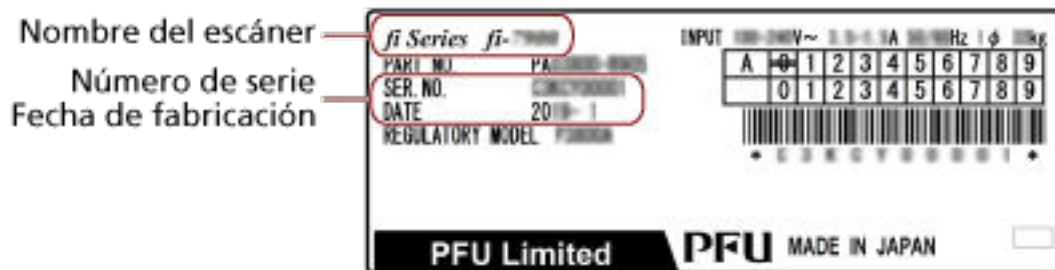 Nombre del escáner
Número de serie
Fecha de fabricación
fi Series fi-
PART NO. PA
SER. NO.
DATE 20
REGULATORY MODEL
INPUT V~ A Hz 1φ kg
A 0 1 2 3 4 5 6 7 8 9
0 1 2 3 4 5 6 7 8 9
PFU Limited
PFU MADE IN JAPAN